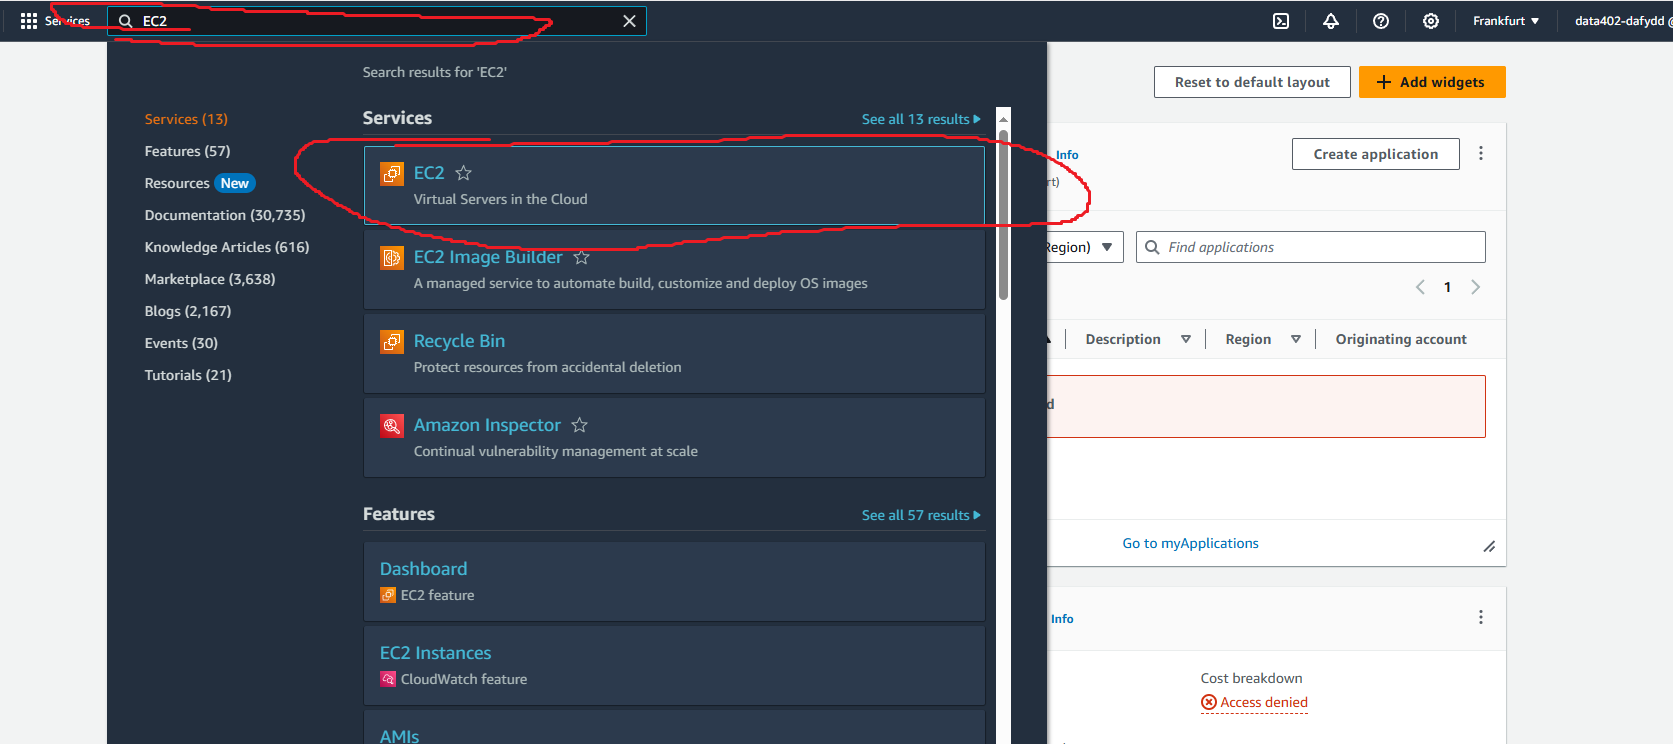 Services
EC2
Frankfurt
data402-dafydd @
Search results for 'EC2'
Reset to default layout
Add widgets
Services (13)
Features (57)
Resources New
Documentation (30,735)
Knowledge Articles (616)
Marketplace (3,638)
Blogs (2,167)
Events (30)
Tutorials (21)
Services
See all 13 results
EC2
Virtual Servers in the Cloud
EC2 Image Builder
A managed service to automate build, customize and deploy OS images
Recycle Bin
Protect resources from accidental deletion
Amazon Inspector
Continual vulnerability management at scale
Features
See all 57 results
Dashboard
EC2 feature
EC2 Instances
CloudWatch feature
AMIs
Info
Create application
rt)
Region)
Find applications
1
Description
Region
Originating account
d
Go to myApplications
Info
Cost breakdown
Access denied